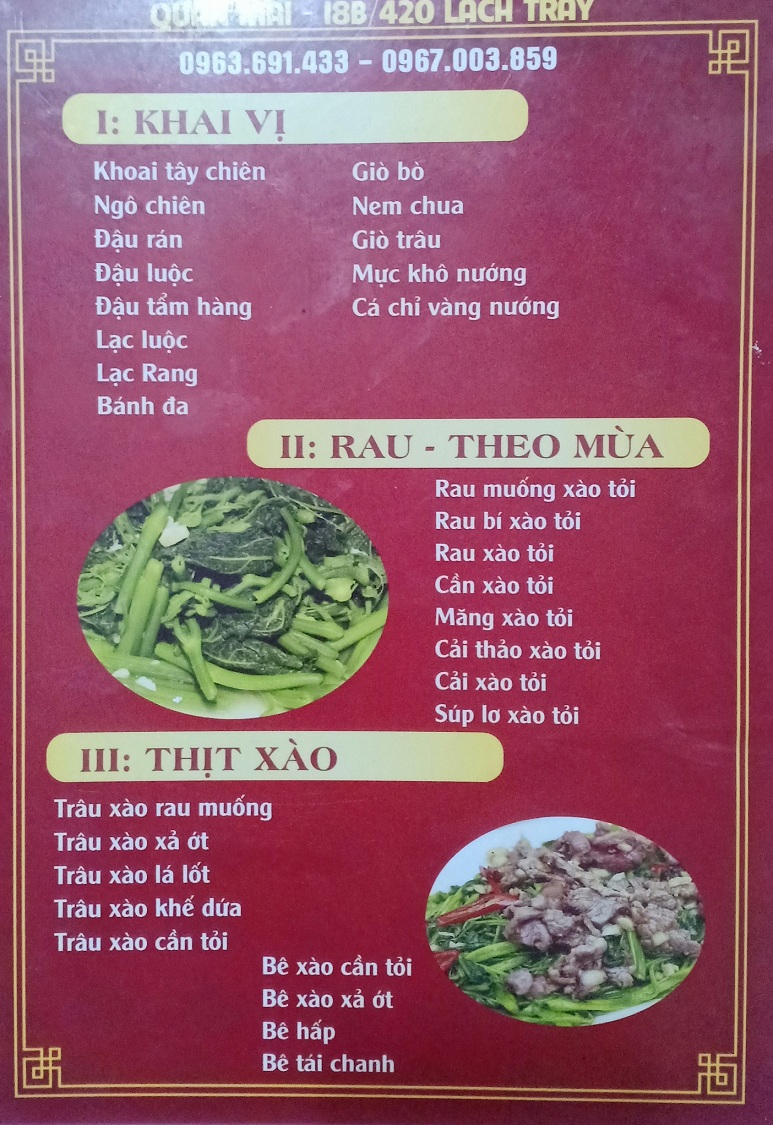 QUÁN THÁI - 18B/420 LẠCH TRAY
0963.691.433 - 0967.003.859
I: KHAI VỊ
Khoai tây chiên
Ngô chiên
Đậu rán
Đậu luộc
Đậu tẩm hàng
Lạc luộc
Lạc Rang
Bánh đa
Giò bò
Nem chua
Giò trâu
Mực khô nướng
Cá chỉ vàng nướng
II: RAU - THEO MÙA
Rau muống xào tỏi
Rau bí xào tỏi
Rau xào tỏi
Cần xào tỏi
Măng xào tỏi
Cải thảo xào tỏi
Cải xào tỏi
Súp lơ xào tỏi
III: THỊT XÀO
Trâu xào rau muống
Trâu xào xả ớt
Trâu xào lá lốt
Trâu xào khế dứa
Trâu xào cần tỏi
Bê xào cần tỏi
Bê xào xả ớt
Bê hấp
Bê tái chanh